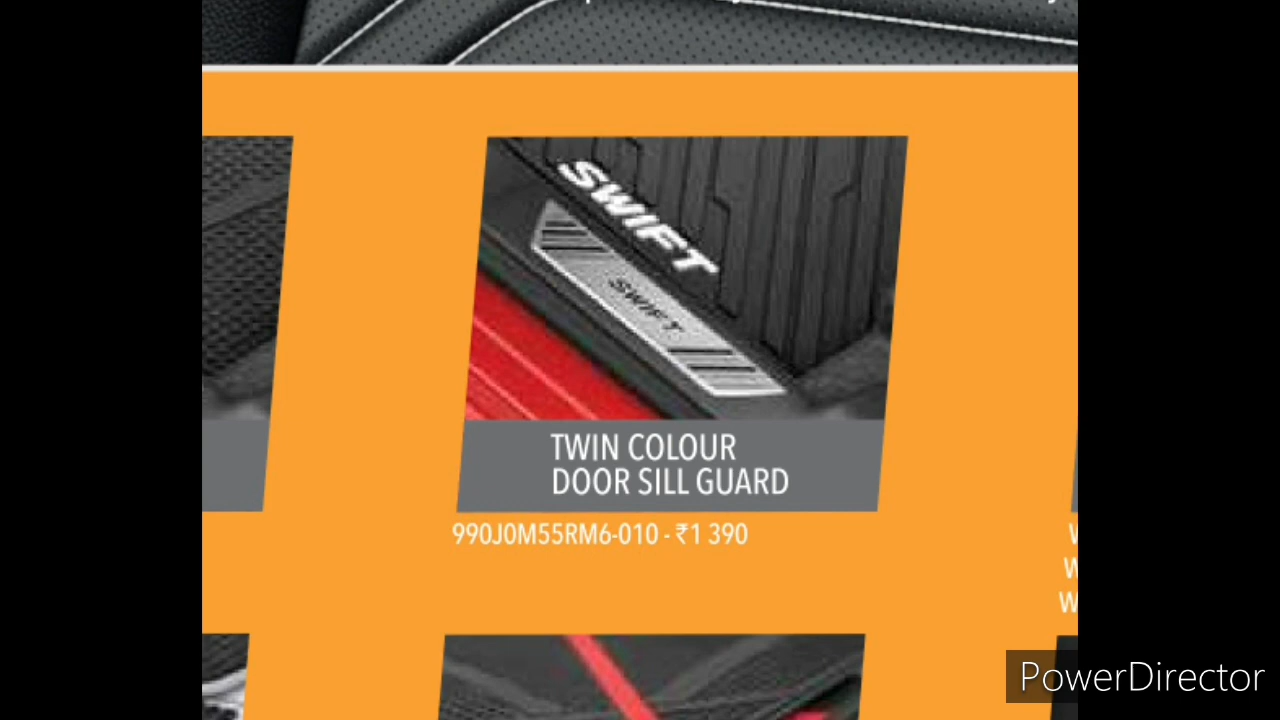 SWIFT
SWIFT
TWIN COLOUR
DOOR SILL GUARD
990J0M55RM6-010 - ₹1 390
W
W
W
PowerDirector